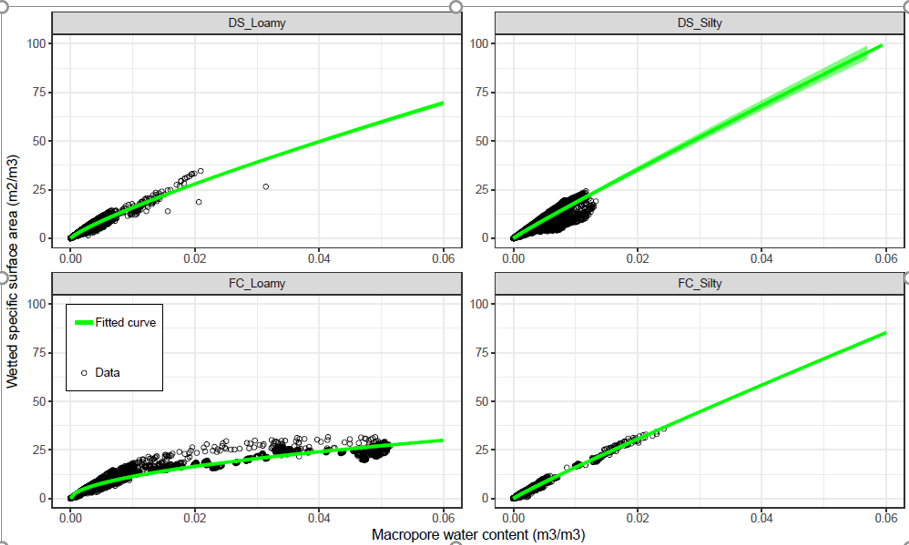 DS_Loamy
DS_Silty
100
75
50
25
0
100
75
50
25
0
0.00 0.02 0.04 0.06
0.00 0.02 0.04 0.06
FC_Loamy
FC_Silty
100
75
50
25
0
Fitted curve
Data
100
75
50
25
0
0.00 0.02 0.04 0.06
0.00 0.02 0.04 0.06
Wetted specific surface area (m2/m3)
Macropore water content (m3/m3)